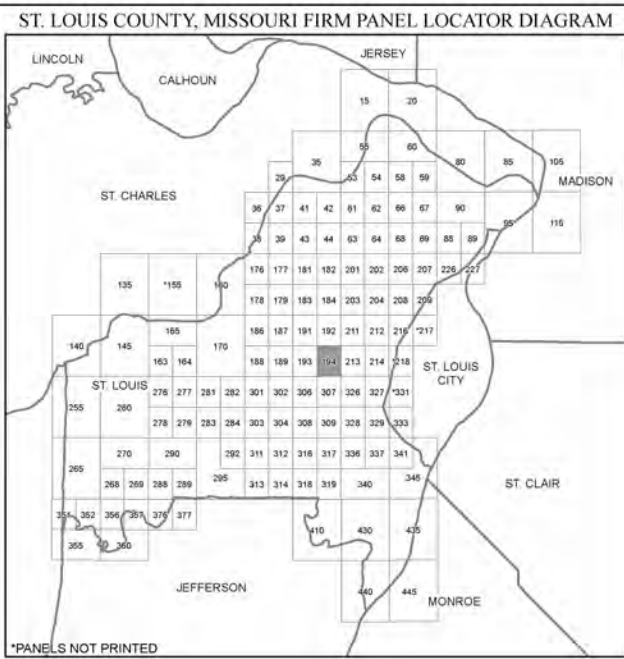 ST. LOUIS COUNTY, MISSOURI FIRM PANEL LOCATOR DIAGRAM
LINCOLN
JERSEY
CALHOUN
15 20
55 60
35 80 85 105
29 53 54 58 59
ST. CHARLES
MADISON
36 37 41 42 61 62 66 67 90
95 115
38 39 43 44 63 64 68 69 88 89
176 177 181 182 201 202 206 207 226 227
135 *155 160
178 179 183 184 203 204 208 209
165
186 187 191 192 211 212 216 *217
140 145 170
163 164 188 189 193 194 213 214 *218
ST. LOUIS CITY
ST. LOUIS
276 277 281 282 301 302 306 307 326 327 *331
255 260
278 279 283 284 303 304 308 309 328 329 333
270 290 292 311 312 316 317 336 337 341
265
295 345
268 269 288 289 313 314 318 319 340
ST. CLAIR
351 352 356 357 376 377
410 430 435
355 360
JEFFERSON
440 445
MONROE
*PANELS NOT PRINTED